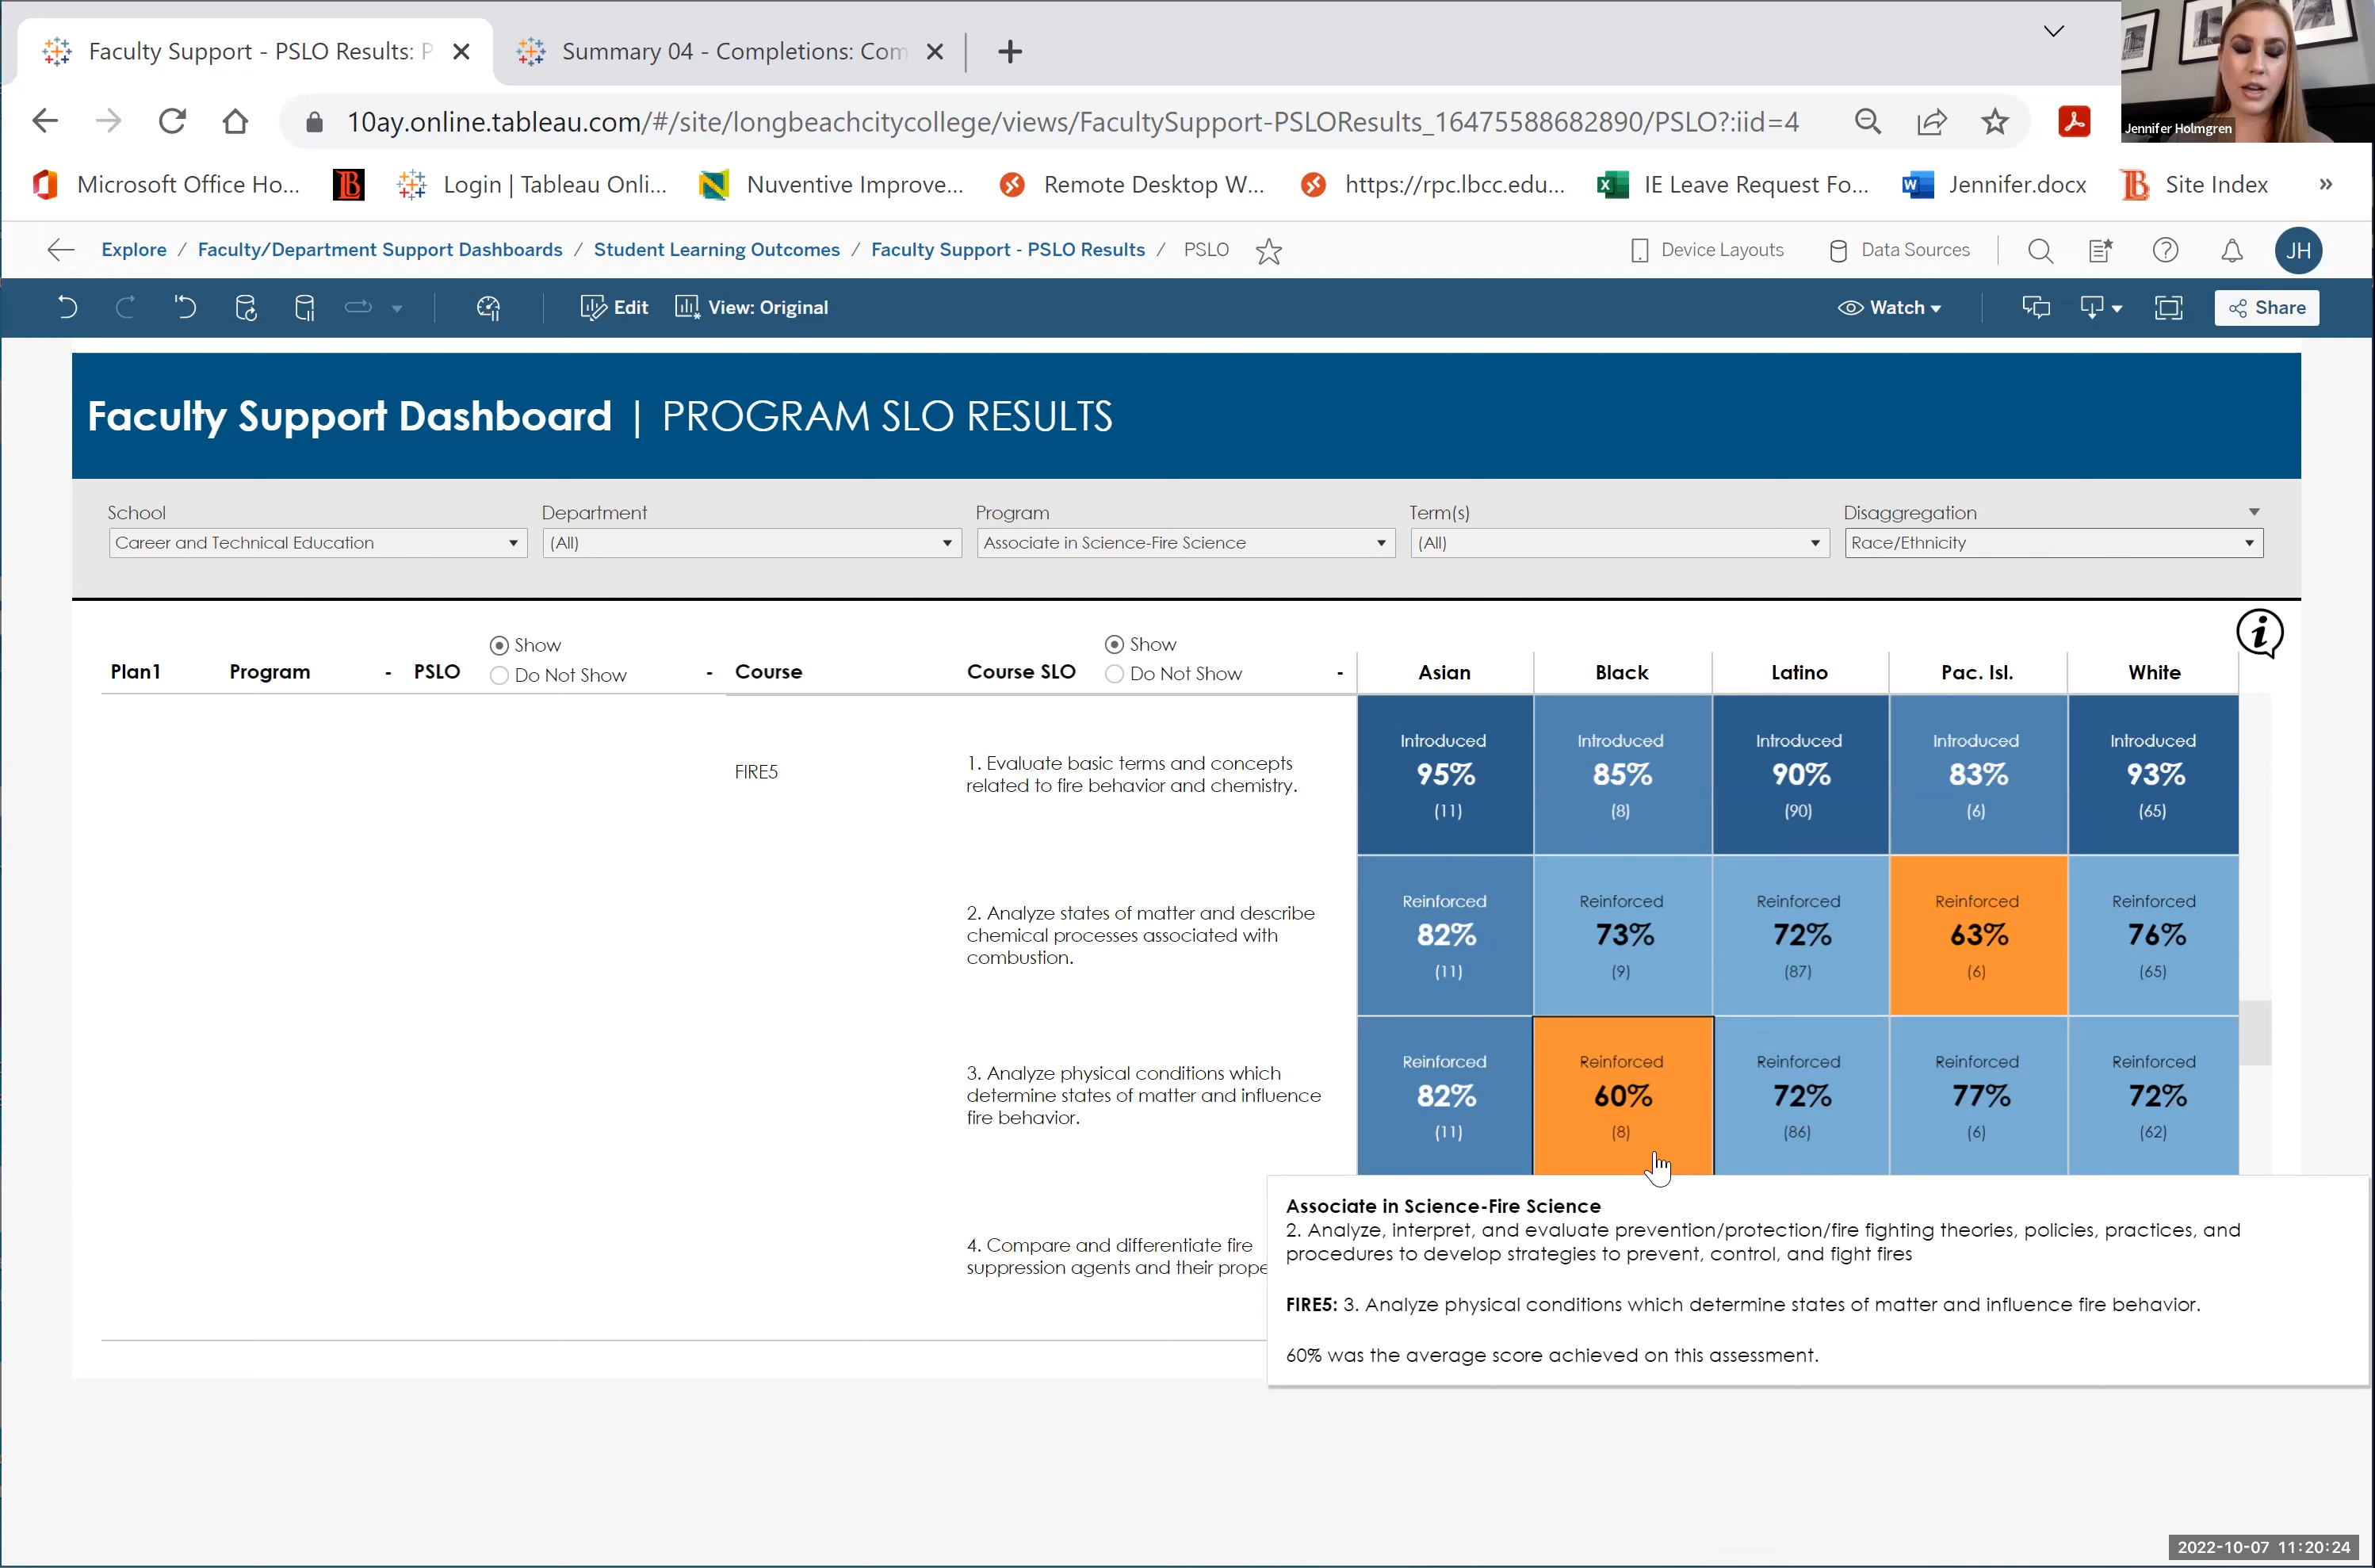 Faculty Support - PSLO Results: P
Summary 04 - Completions: Com
10ay.online.tableau.com/#/site/longbeachcitycollege/views/FacultySupport-PSLOResults_16475588682890/PSLO?:iid=4
Jennifer Holmgren
Microsoft Office Ho...
Login | Tableau Onli...
Nuventive Improve...
Remote Desktop W...
https://rpc.lbcc.edu...
IE Leave Request Fo...
Jennifer.docx
Site Index
»
Explore / Faculty/Department Support Dashboards / Student Learning Outcomes / Faculty Support - PSLO Results / PSLO
Device Layouts
Data Sources
JH
Edit
View: Original
Watch
Share
Faculty Support Dashboard | PROGRAM SLO RESULTS
School Department Program Term(s) Disaggregation
Career and Technical Education (All) Associate in Science-Fire Science (All) Race/Ethnicity
Show
Do Not Show
Show
Do Not Show
Plan1 Program - PSLO - Course Course SLO - Asian Black Latino Pac. Isl. White
FIRE5
1. Evaluate basic terms and concepts
related to fire behavior and chemistry.
Introduced Introduced Introduced Introduced Introduced
95% 85% 90% 83% 93%
(11) (8) (90) (6) (65)
2. Analyze states of matter and describe
chemical processes associated with
combustion.
Reinforced Reinforced Reinforced Reinforced Reinforced
82% 73% 72% 63% 76%
(11) (9) (87) (6) (65)
3. Analyze physical conditions which
determine states of matter and influence
fire behavior.
Reinforced Reinforced Reinforced Reinforced Reinforced
82% 60% 72% 77% 72%
(11) (8) (86) (6) (62)
4. Compare and differentiate fire
suppression agents and their prope
Associate in Science-Fire Science
2. Analyze, interpret, and evaluate prevention/protection/fire fighting theories, policies, practices, and
procedures to develop strategies to prevent, control, and fight fires
FIRE5: 3. Analyze physical conditions which determine states of matter and influence fire behavior.
60% was the average score achieved on this assessment.
2022-10-07 11:20:24